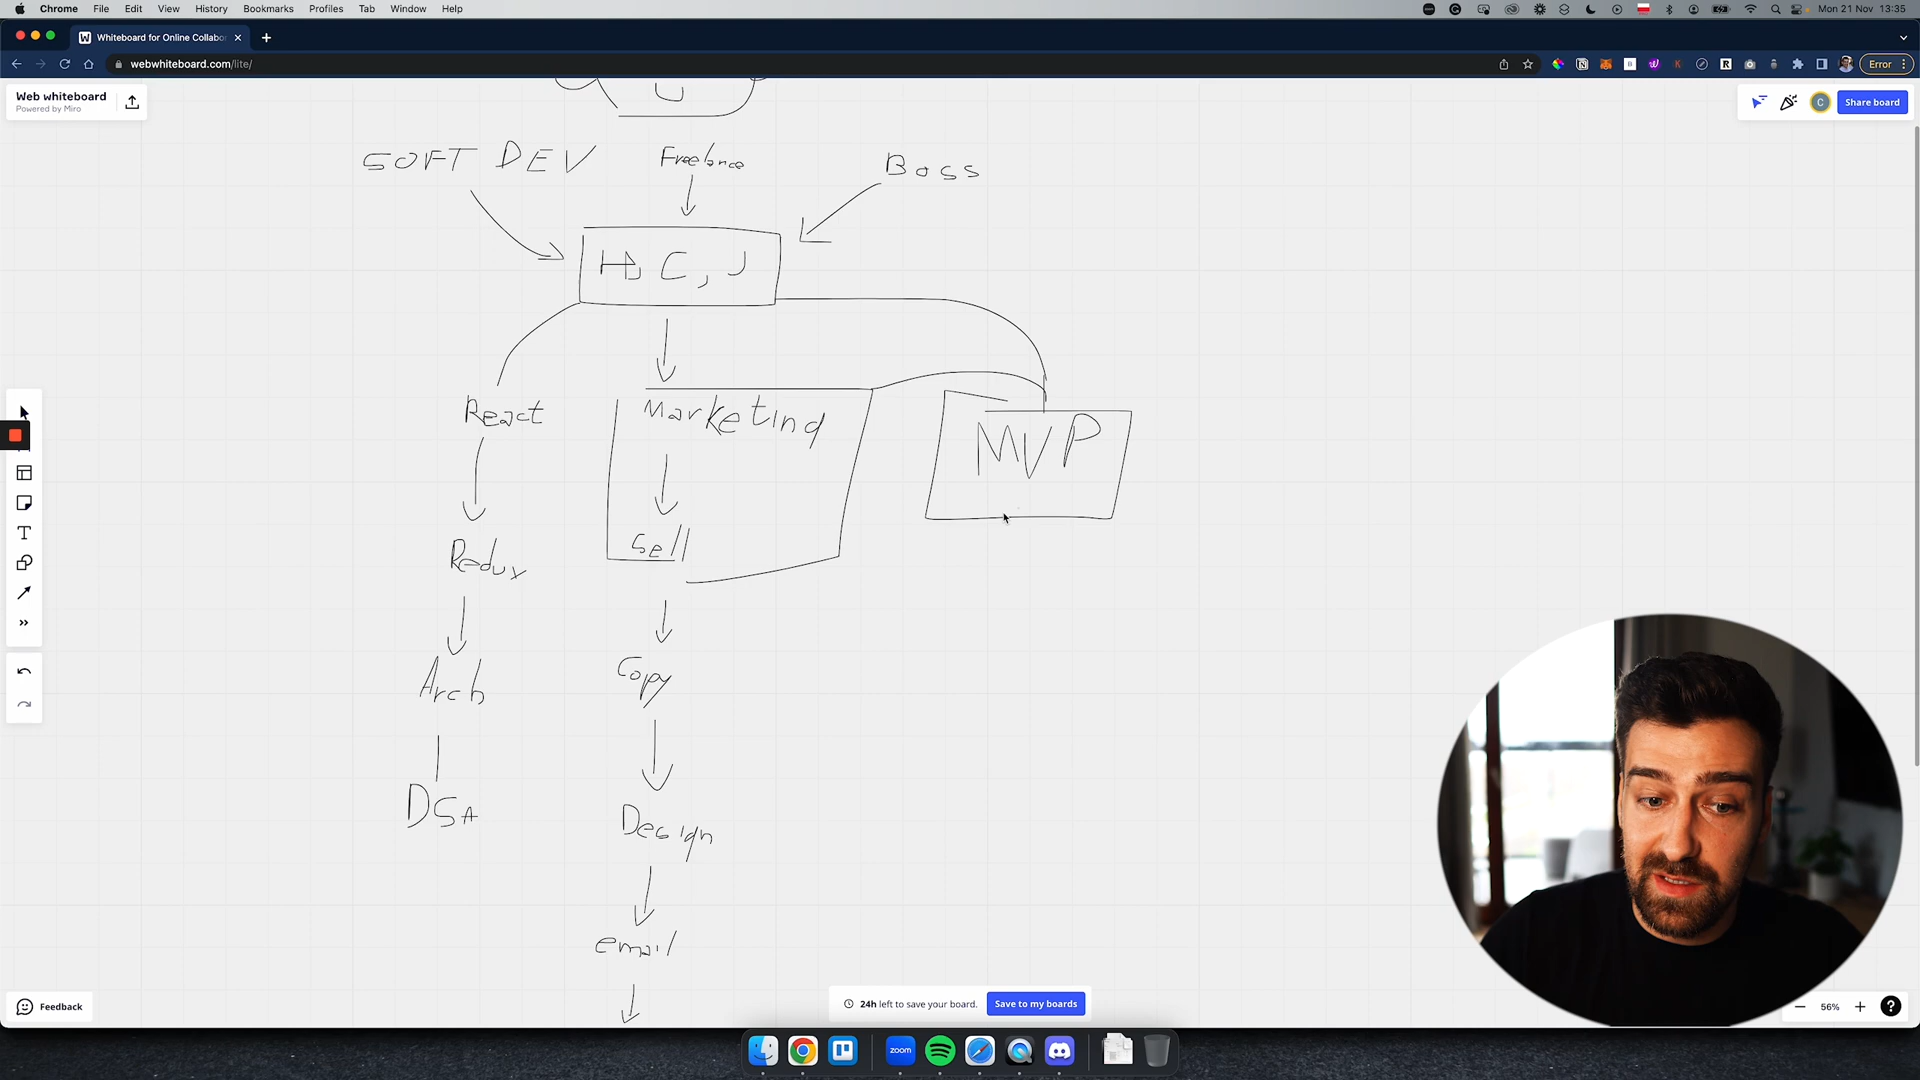 Chrome File Edit View History Bookmarks Profiles Tab Window Help
Mon 21 Nov 13:35
Whiteboard for Online Collabo
webwhiteboard.com/lite/
Error
Web whiteboard
Powered by Miro
C
Share board
SOFT DEV
Freelance
Boss
H, C, J
React
Marketing
MVP
Sell
Redux
Arch
Copy
DSA
Design
email
Feedback
24h left to save your board.
Save to my boards
56%
zoom